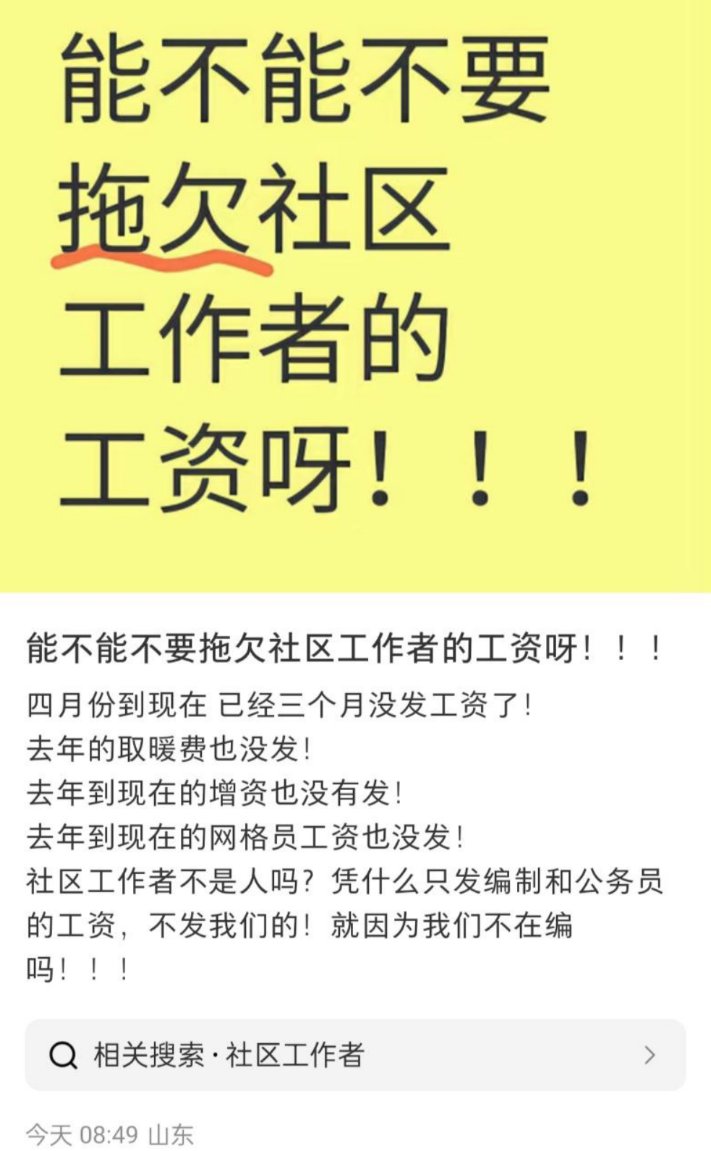 能不能不要
拖欠社区
工作者的
工资呀！！！
能不能不要拖欠社区工作者的工资呀！！！
四月份到现在 已经三个月没发工资了！
去年的取暖费也没发！
去年到现在的增资也没有发！
去年到现在的网格员工资也没发！
社区工作者不是人吗？凭什么只发编制和公务员
的工资，不发我们的！就因为我们不在编
吗！！！
相关搜索·社区工作者
今天 08:49 山东